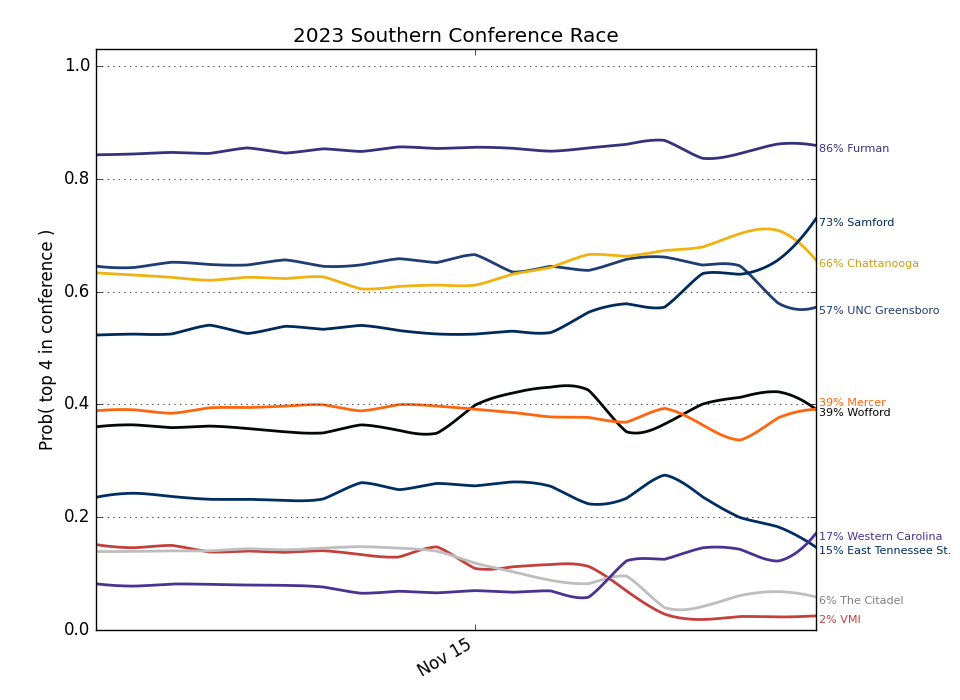 2023 Southern Conference Race
Prob( top 4 in conference )
1.0
0.8
0.6
0.4
0.2
0.0
Nov 15
86% Furman
73% Samford
66% Chattanooga
57% UNC Greensboro
39% Mercer
39% Wofford
17% Western Carolina
15% East Tennessee St.
6% The Citadel
2% VMI